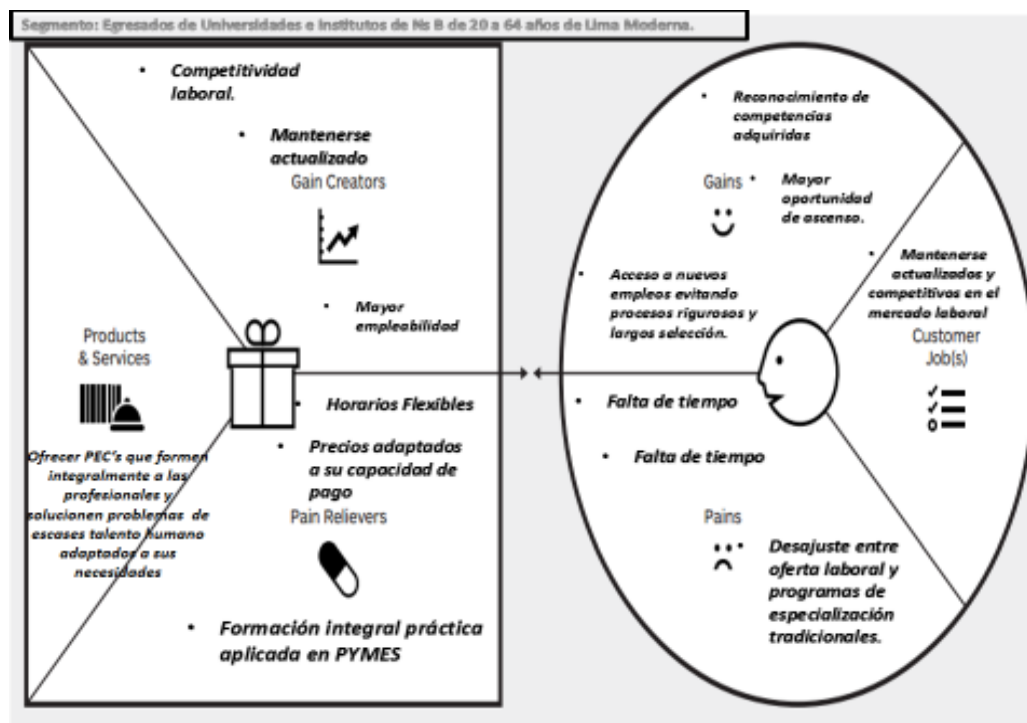 Segmento: Egresados de Universidades e Institutos de Ns B de 20 a 64 años de Lima Moderna.
• Competitividad
laboral.
• Mantenerse
actualizado
Gain Creators
• Mayor
empleabilidad
Products
& Services
Ofrecer PEC's que formen
integralmente a las
profesionales y
solucionen problemas de
escases talento humano
adaptados a sus
necesidades
• Horarios Flexibles
• Precios adaptados
a su capacidad de
pago
Pain Relievers
• Formación integral práctica
aplicada en PYMES
• Reconocimiento de
competencias
adquiridas
Gains
• Mayor
oportunidad
de ascenso.
• Acceso a nuevos
empleos evitando
procesos rigurosos y
largos selección.
• Mantenerse
actualizados y
competitivos en el
mercado laboral
Customer
Job(s)
• Falta de tiempo
• Falta de tiempo
Pains
• Desajuste entre
oferta laboral y
programas de
especialización
tradicionales.